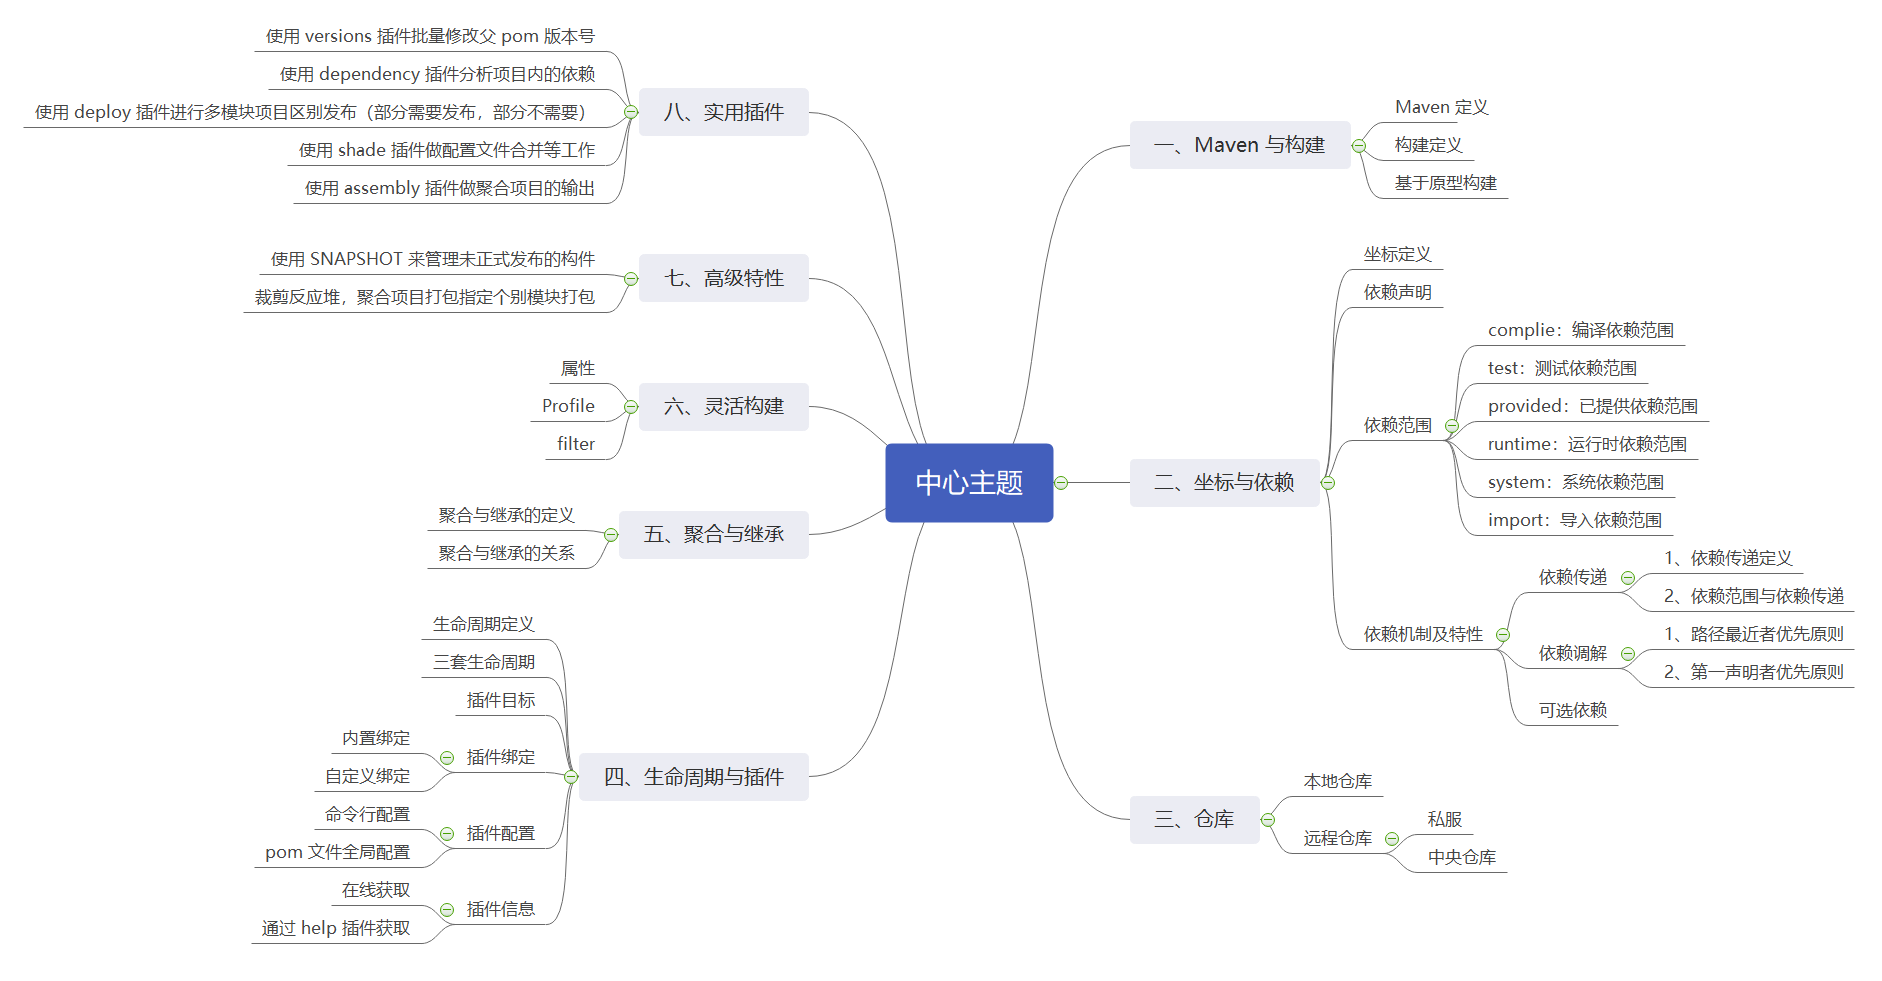 中心主题
一、Maven 与构建
Maven 定义
构建定义
基于原型构建
二、坐标与依赖
坐标定义
依赖声明
依赖范围
complie：编译依赖范围
test：测试依赖范围
provided：已提供依赖范围
runtime：运行时依赖范围
system：系统依赖范围
import：导入依赖范围
依赖机制及特性
依赖传递
1、依赖传递定义
2、依赖范围与依赖传递
依赖调解
1、路径最近者优先原则
2、第一声明者优先原则
可选依赖
三、仓库
本地仓库
远程仓库
私服
中央仓库
四、生命周期与插件
生命周期定义
三套生命周期
插件目标
插件绑定
内置绑定
自定义绑定
插件配置
命令行配置
pom 文件全局配置
插件信息
在线获取
通过 help 插件获取
五、聚合与继承
聚合与继承的定义
聚合与继承的关系
六、灵活构建
属性
Profile
filter
七、高级特性
使用 SNAPSHOT 来管理未正式发布的构件
裁剪反应堆，聚合项目打包指定个别模块打包
八、实用插件
使用 versions 插件批量修改父 pom 版本号
使用 dependency 插件分析项目内的依赖
使用 deploy 插件进行多模块项目区别发布（部分需要发布，部分不需要）
使用 shade 插件做配置文件合并等工作
使用 assembly 插件做聚合项目的输出